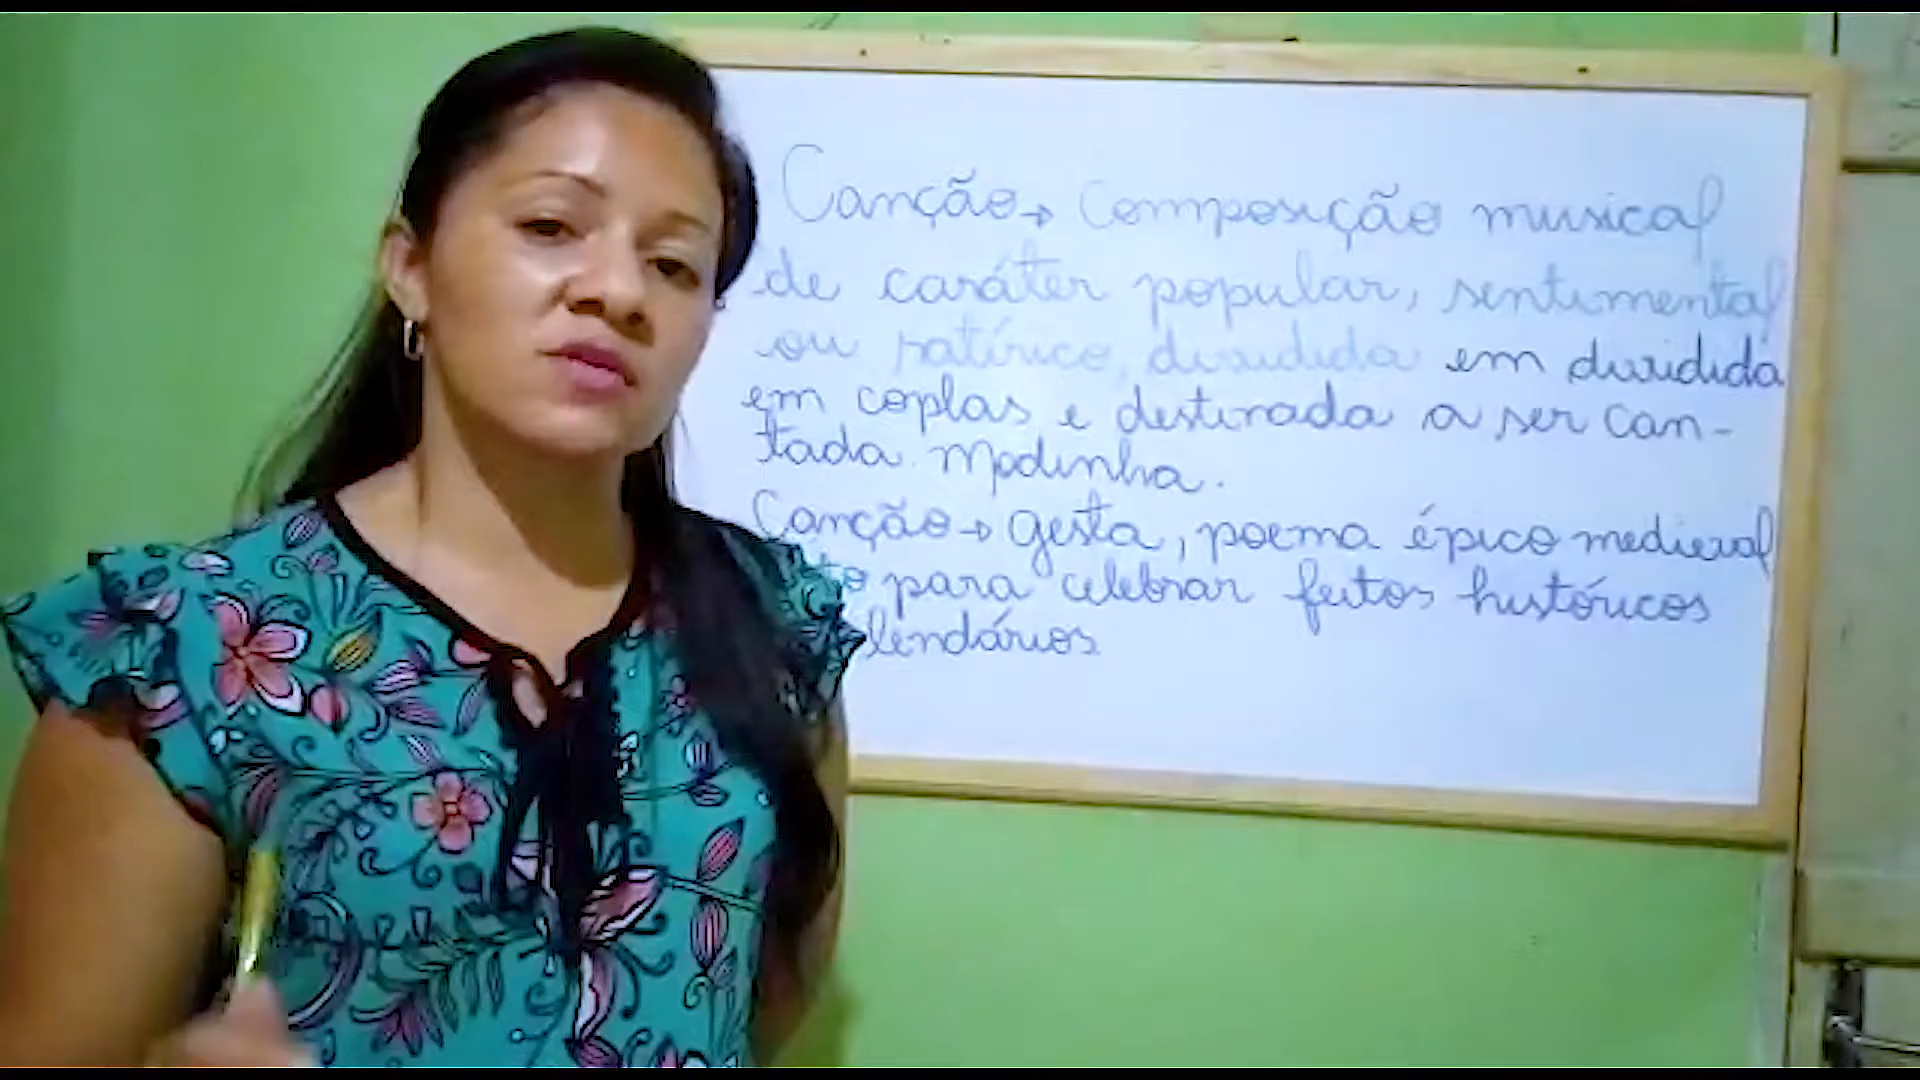 Canção→ Composição musical
de caráter popular, sentimental
ou satírico, dividida em dividida
em coplas e destinada a ser can-
tada. Modinha.
Canção→ gesta, poema épico medieval
para celebrar feitos históricos
lendários